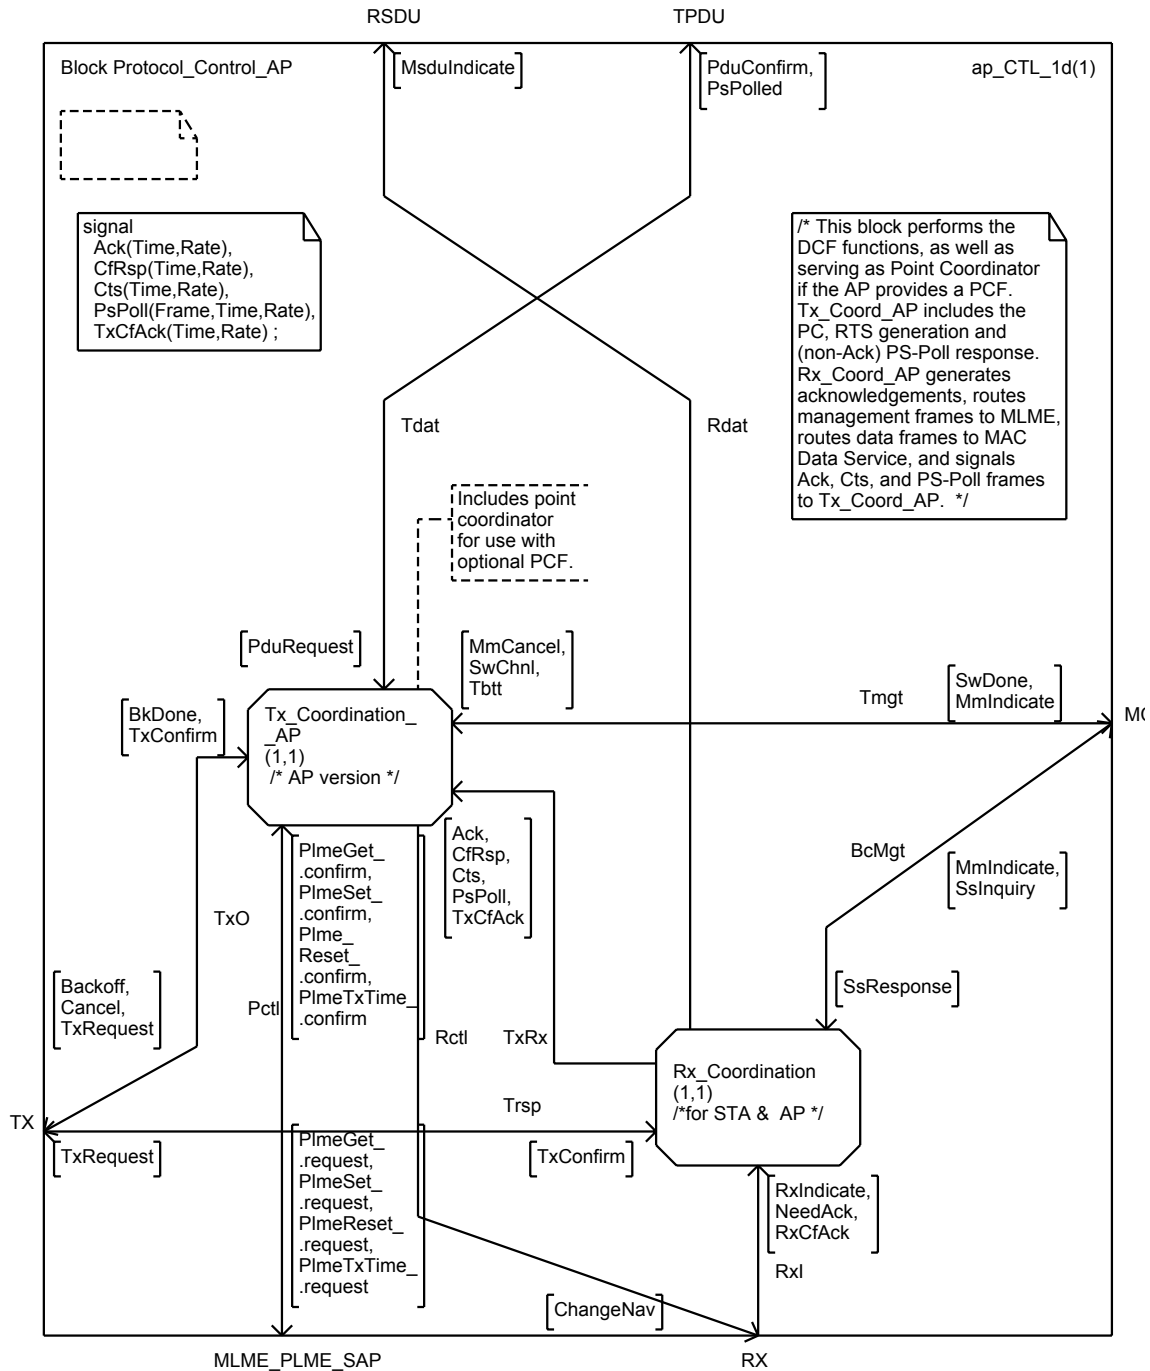 RSDU
TPDU
Block Protocol_Control_AP
MsduIndicate
PduConfirm,
PsPolled
ap_CTL_1d(1)
signal
Ack(Time,Rate),
CfRsp(Time,Rate),
Cts(Time,Rate),
PsPoll(Frame,Time,Rate),
TxCfAck(Time,Rate) ;
/* This block performs the
DCF functions, as well as
serving as Point Coordinator
if the AP provides a PCF.
Tx_Coord_AP includes the
PC, RTS generation and
(non-Ack) PS-Poll response.
Rx_Coord_AP generates
acknowledgements, routes
management frames to MLME,
routes data frames to MAC
Data Service, and signals
Ack, Cts, and PS-Poll frames
to Tx_Coord_AP.  */
Tdat
Rdat
Includes point
coordinator
for use with
optional PCF.
PduRequest
MmCancel,
SwChnl,
Tbtt
Tmgt
SwDone,
MmIndicate
BkDone,
TxConfirm
Tx_Coordination_
_AP
(1,1)
/* AP version */
PlmeGet_
.confirm,
PlmeSet_
.confirm,
Plme_
Reset_
.confirm,
PlmeTxTime_
.confirm
Ack,
CfRsp,
Cts,
PsPoll,
TxCfAck
BcMgt
MmIndicate,
SsInquiry
TxO
Backoff,
Cancel,
TxRequest
Pctl
Rctl
TxRx
SsResponse
Rx_Coordination
(1,1)
/*for STA &  AP */
TX
Trsp
TxRequest
PlmeGet_
.request,
PlmeSet_
.request,
PlmeReset_
.request,
PlmeTxTime_
.request
TxConfirm
RxIndicate,
NeedAck,
RxCfAck
RxI
ChangeNav
MLME_PLME_SAP
RX